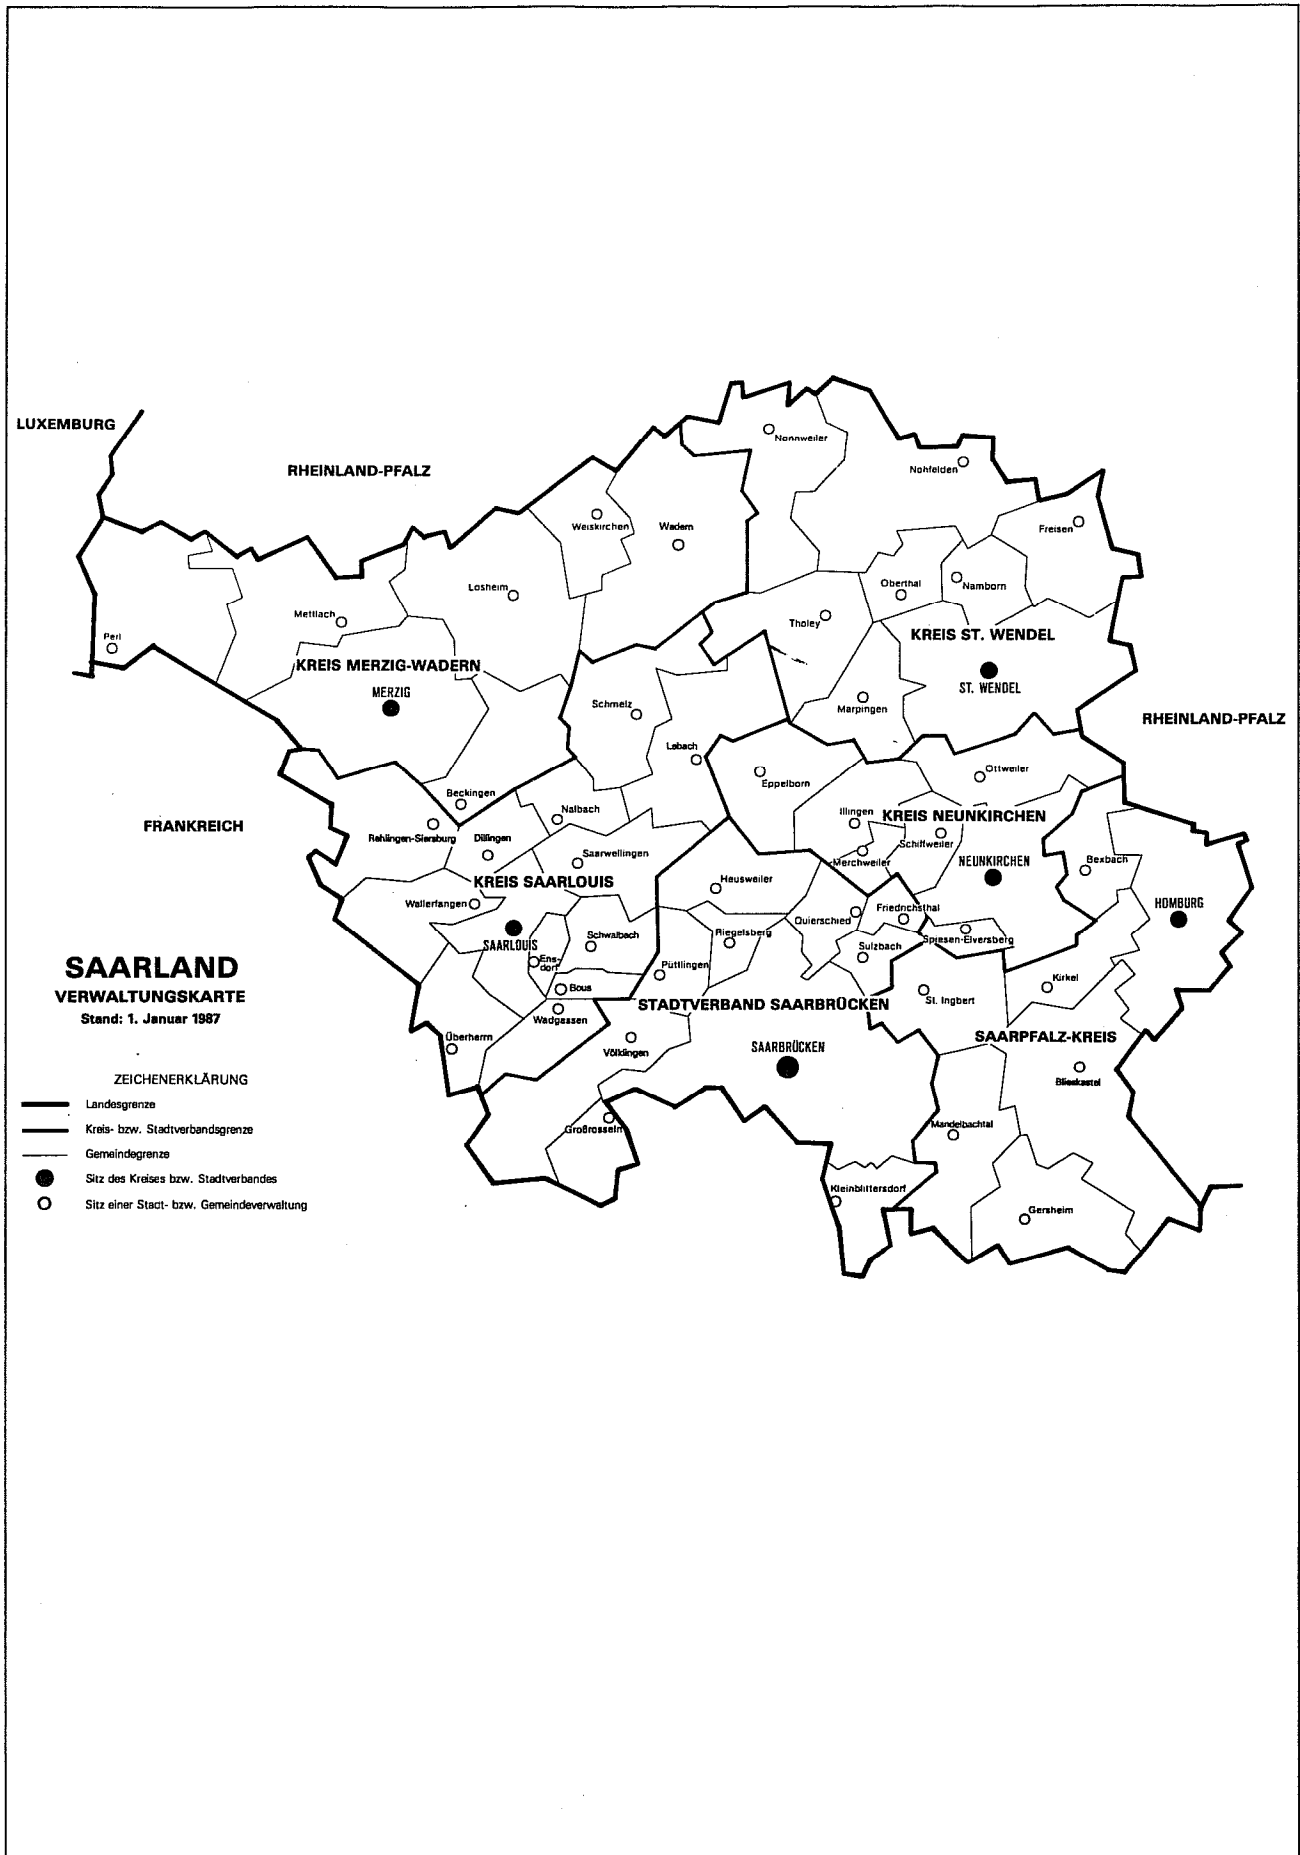 LUXEMBURG
RHEINLAND-PFALZ
Nonnweiler
Nohfelden
Weiskirchen
Wadern
Freisen
Losheim
Oberthal
Namborn
Mettlach
Tholey
Perl
KREIS ST. WENDEL
KREIS MERZIG-WADERN
MERZIG
ST. WENDEL
Schmelz
Marpingen
RHEINLAND-PFALZ
Lebach
Eppelborn
Ottweiler
Beckingen
Nalbach
Illingen
KREIS NEUNKIRCHEN
FRANKREICH
Rehlingen-Siersburg
Dillingen
Schiffweiler
Saarwellingen
Merchweiler
NEUNKIRCHEN
Bexbach
KREIS SAARLOUIS
Heusweiler
Wallerfangen
HOMBURG
Quierschied
Friedrichsthal
SAARLOUIS
Schwalbach
Riegelsberg
Spiesen-Elversberg
Sulzbach
Ens-
dorf
Püttlingen
SAARLAND
VERWALTUNGSKARTE
Stand: 1. Januar 1987
Kirkel
Bous
STADTVERBAND SAARBRÜCKEN
St. Ingbert
Wadgassen
Überherrn
Völklingen
SAARBRÜCKEN
SAARPFALZ-KREIS
Blieskastel
Großrosseln
Mandelbachtal
Kleinblittersdorf
Gersheim
ZEICHENERKLÄRUNG
Landesgrenze
Kreis- bzw. Stadtverbandsgrenze
Gemeindegrenze
Sitz des Kreises bzw. Stadtverbandes
Sitz einer Stadt- bzw. Gemeindeverwaltung